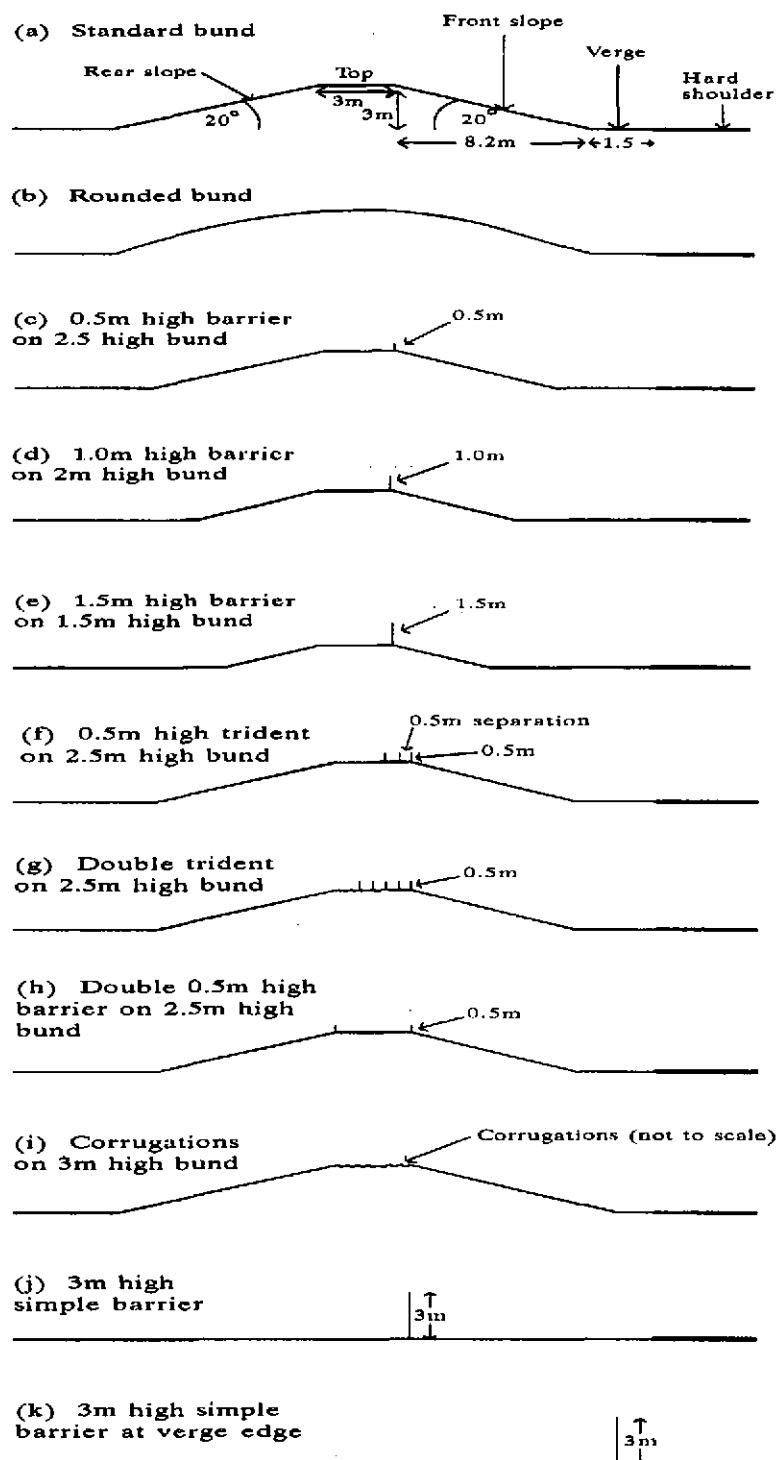 (a) Standard bund
Front slope
Verge
Hard
shoulder
Rear slope
Top
3m
3m
20°
20°
8.2m
1.5
(b) Rounded bund
(c) 0.5m high barrier
on 2.5 high bund
0.5m
(d) 1.0m high barrier
on 2m high bund
1.0m
(e) 1.5m high barrier
on 1.5m high bund
1.5m
(f) 0.5m high trident
on 2.5m high bund
0.5m separation
0.5m
(g) Double trident
on 2.5m high bund
0.5m
(h) Double 0.5m high
barrier on 2.5m high
bund
0.5m
(i) Corrugations
on 3m high bund
Corrugations (not to scale)
(j) 3m high
simple barrier
3m
(k) 3m high simple
barrier at verge edge
3m